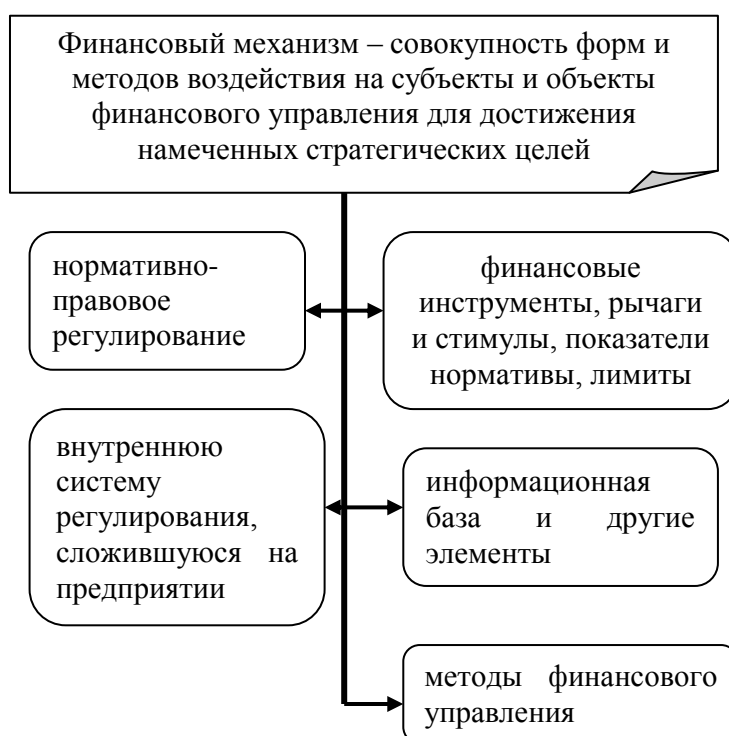 Финансовый механизм – совокупность форм и
методов воздействия на субъекты и объекты
финансового управления для достижения
намеченных стратегических целей
нормативно-
правовое
регулирование
финансовые
инструменты, рычаги
и стимулы, показатели
нормативы, лимиты
внутреннюю
систему
регулирования,
сложившуюся на
предприятии
информационная
база и другие
элементы
методы финансового
управления